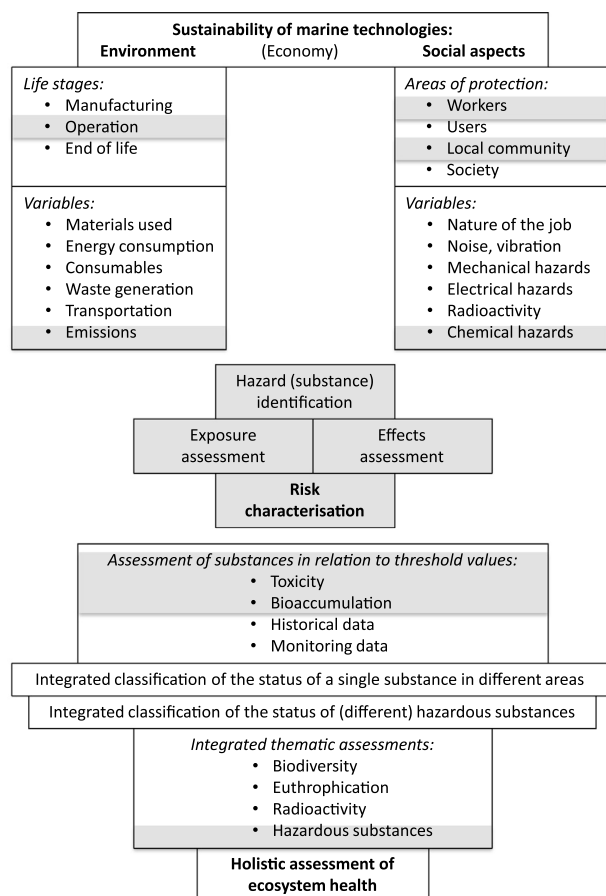 Sustainability of marine technologies:
Environment (Economy) Social aspects
Life stages:
• Manufacturing
• Operation
• End of life
Variables:
• Materials used
• Energy consumption
• Consumables
• Waste generation
• Transportation
• Emissions
Areas of protection:
• Workers
• Users
• Local community
• Society
Variables:
• Nature of the job
• Noise, vibration
• Mechanical hazards
• Electrical hazards
• Radioactivity
• Chemical hazards
Hazard (substance)
identification
Exposure
assessment
Effects
assessment
Risk
characterisation
Assessment of substances in relation to threshold values:
• Toxicity
• Bioaccumulation
• Historical data
• Monitoring data
Integrated classification of the status of a single substance in different areas
Integrated classification of the status of (different) hazardous substances
Integrated thematic assessments:
• Biodiversity
• Euthrophication
• Radioactivity
• Hazardous substances
Holistic assessment of
ecosystem health